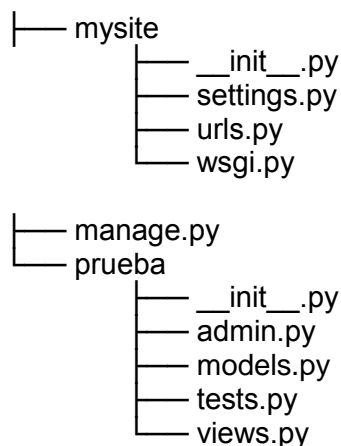 mysite
__init__.py
settings.py
urls.py
wsgi.py
manage.py
prueba
__init__.py
admin.py
models.py
tests.py
views.py